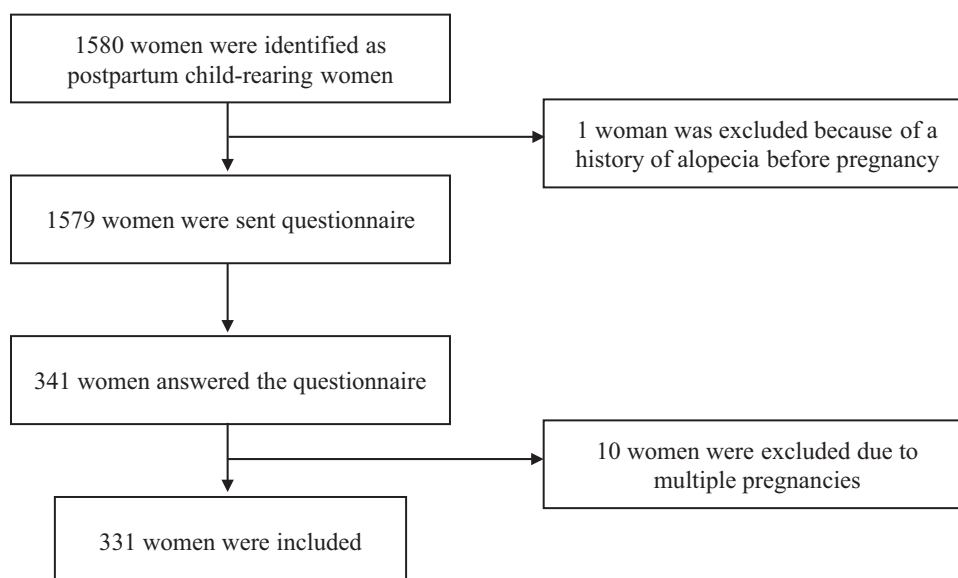 1580 women were identified as
postpartum child-rearing women
1 woman was excluded because of a
history of alopecia before pregnancy
1579 women were sent questionnaire
341 women answered the questionnaire
10 women were excluded due to
multiple pregnancies
331 women were included